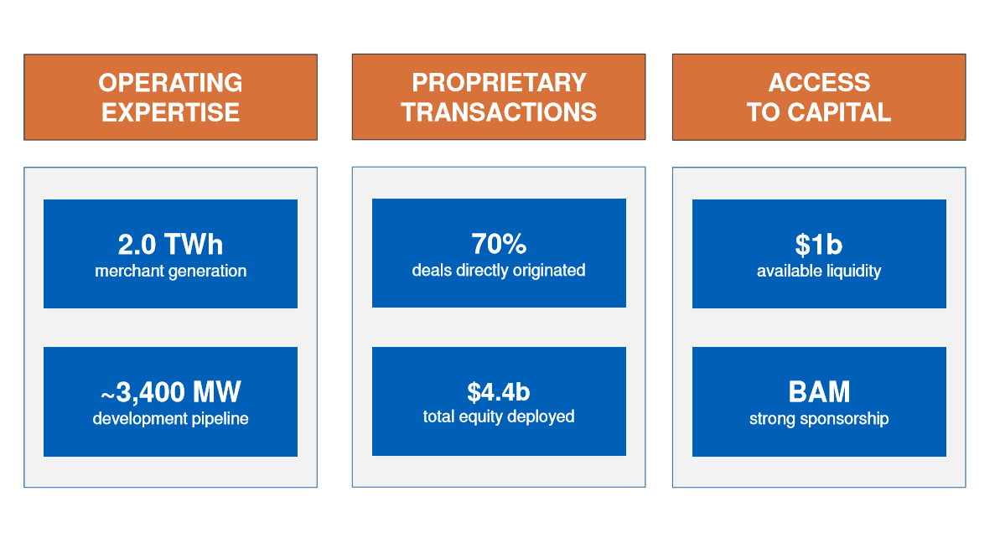 OPERATING
EXPERTISE
2.0 TWh
merchant generation
~3,400 MW
development pipeline
PROPRIETARY
TRANSACTIONS
70%
deals directly originated
$4.4b
total equity deployed
ACCESS
TO CAPITAL
$1b
available liquidity
BAM
strong sponsorship